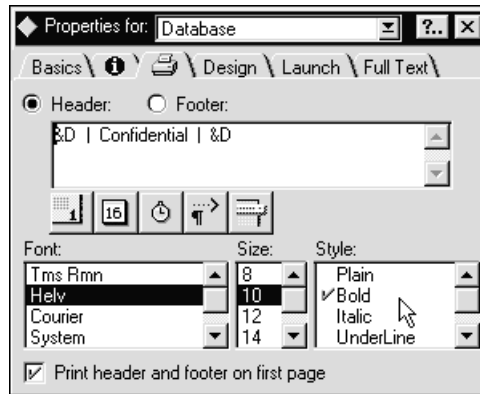 Properties for: Database ?..
Basics i Design Launch Full Text
Header: Footer:
&D | Confidential | &D
1 16
Font: Size: Style:
Tms Rmn 8 Plain
Helv 10 Bold
Courier 12 Italic
System 14 UnderLine
Print header and footer on first page